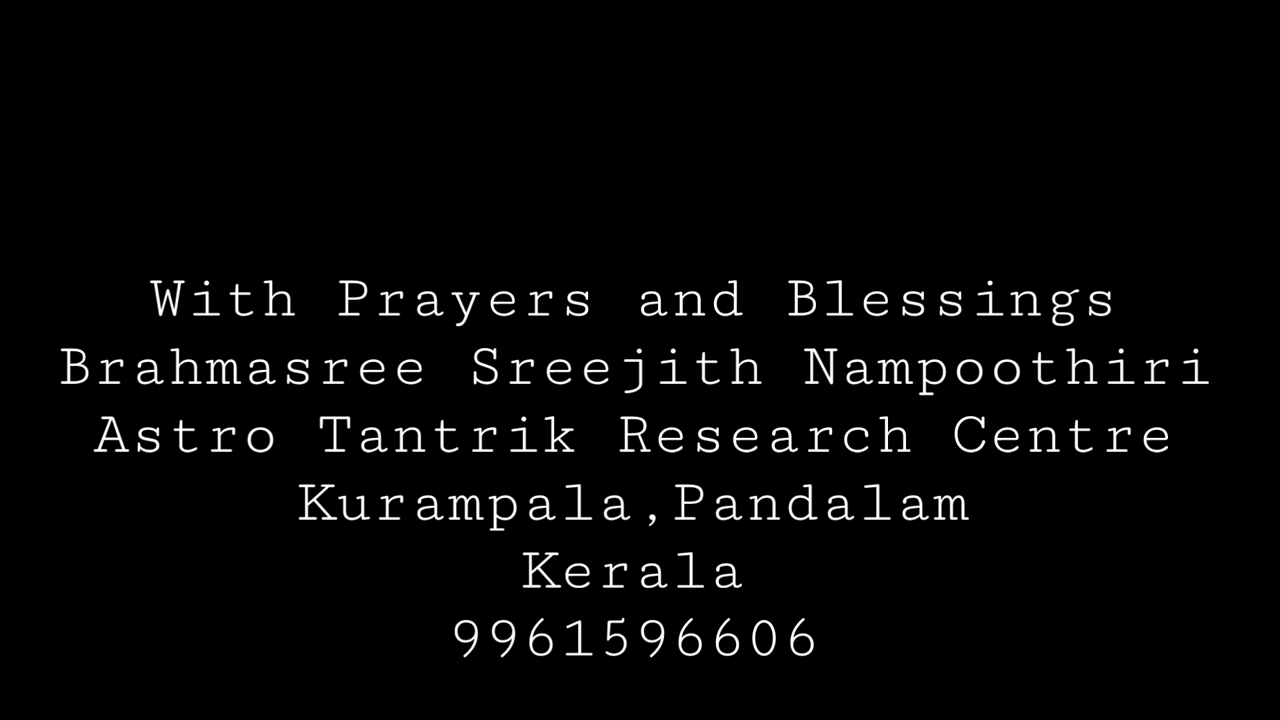 With Prayers and Blessings
Brahmasree Sreejith Nampoothiri
Astro Tantrik Research Centre
Kurampala,Pandalam
Kerala
9961596606